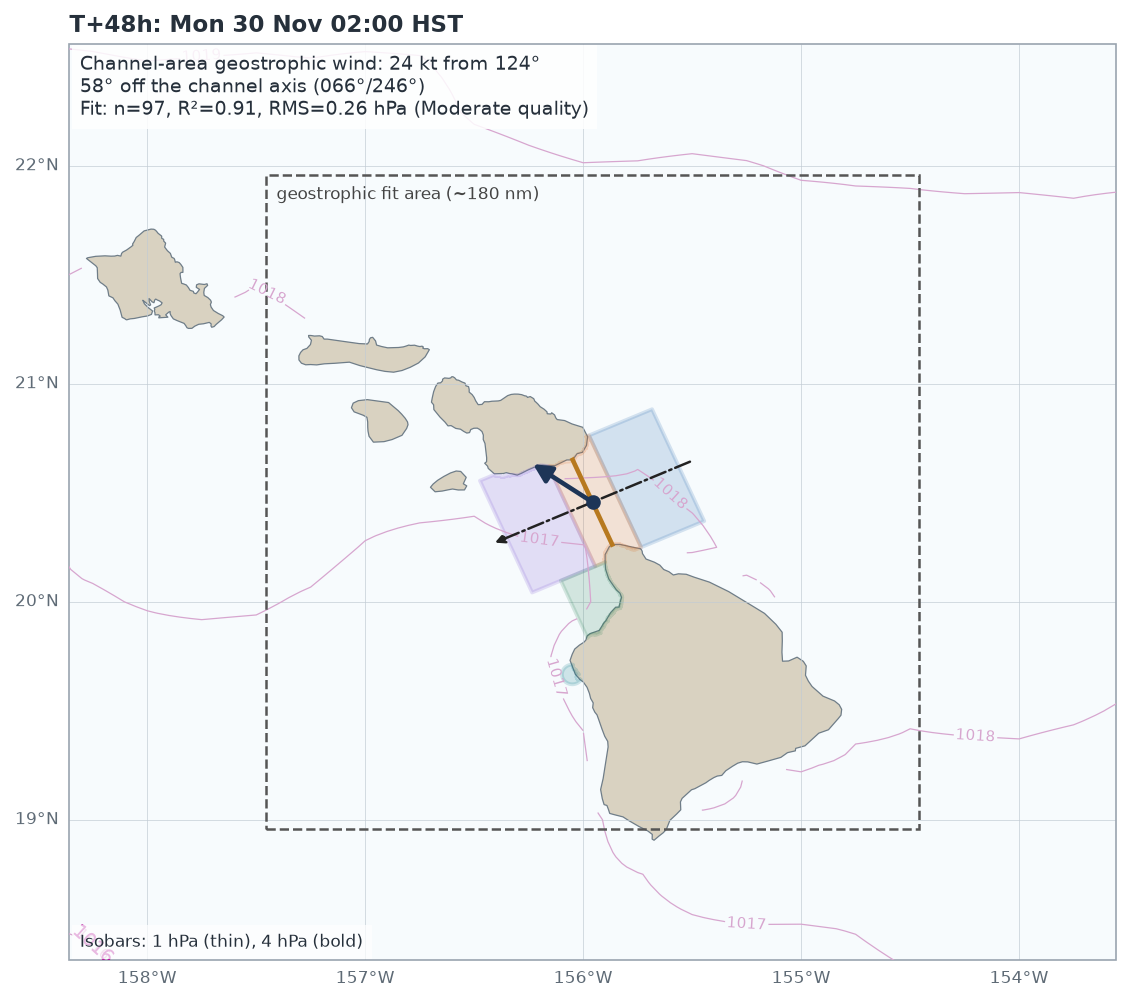 T+48h: Mon 30 Nov 02:00 HST
1019
Channel-area geostrophic wind: 24 kt from 124°
58° off the channel axis (066°/246°)
Fit: n=97, R²=0.91, RMS=0.26 hPa (Moderate quality)
22°N
geostrophic fit area (~180 nm)
1018
21°N
1018
1017
20°N
1017
1018
19°N
1017
1016
Isobars: 1 hPa (thin), 4 hPa (bold)
158°W
157°W
156°W
155°W
154°W